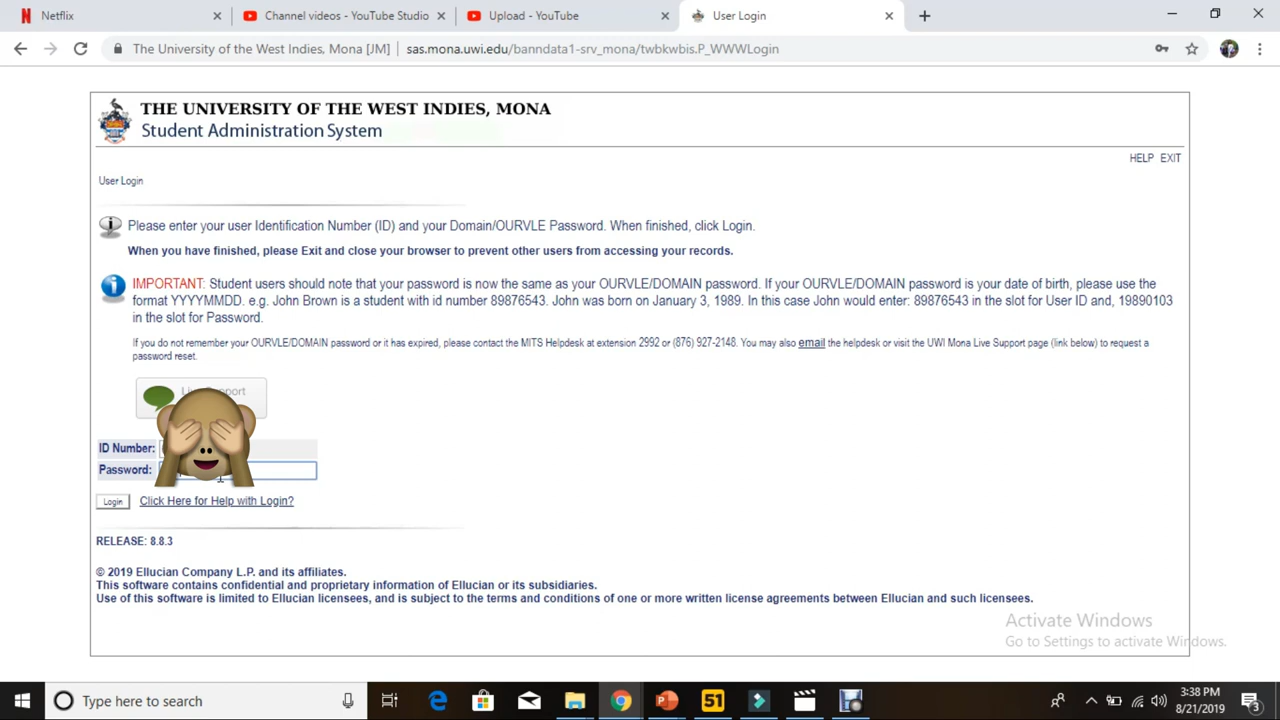 Netflix
Channel videos - YouTube Studio
Upload - YouTube
User Login
The University of the West Indies, Mona [JM]
sas.mona.uwi.edu/banndata1-srv_mona/twbkwbis.P_WWWLogin
THE UNIVERSITY OF THE WEST INDIES, MONA
Student Administration System
HELP EXIT
User Login
Please enter your user Identification Number (ID) and your Domain/OURVLE Password. When finished, click Login.
When you have finished, please Exit and close your browser to prevent other users from accessing your records.
IMPORTANT: Student users should note that your password is now the same as your OURVLE/DOMAIN password. If your OURVLE/DOMAIN password is your date of birth, please use the
format YYYYMMDD. e.g. John Brown is a student with id number 89876543. John was born on January 3, 1989. In this case John would enter: 89876543 in the slot for User ID and, 19890103
in the slot for Password.
If you do not remember your OURVLE/DOMAIN password or it has expired, please contact the MITS Helpdesk at extension 2992 or (876) 927-2148. You may also email the helpdesk or visit the UWI Mona Live Support page (link below) to request a
password reset.
ID Number:
Password:
Login
Click Here for Help with Login?
RELEASE: 8.8.3
© 2019 Ellucian Company L.P. and its affiliates.
This software contains confidential and proprietary information of Ellucian or its subsidiaries.
Use of this software is limited to Ellucian licensees, and is subject to the terms and conditions of one or more written license agreements between Ellucian and such licensees.
Activate Windows
Go to Settings to activate Windows.
Type here to search
51
3:38 PM
8/21/2019
3